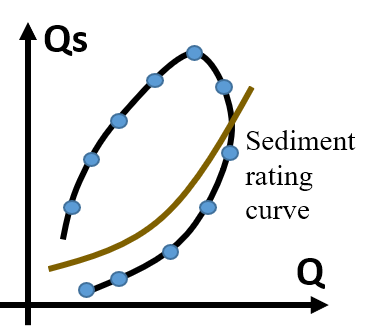 Qs
Sediment
rating
curve
Q